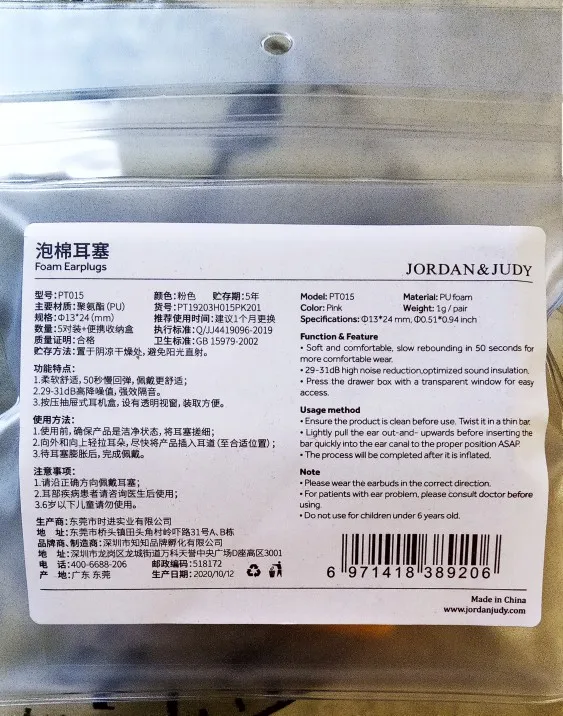 泡棉耳塞
Foam Earplugs
JORDAN&JUDY
型号:PT015 颜色:粉色 贮存期:5年
主要材质:聚氨酯(PU) 货号:PT19203H015PK201
规格:Φ13*24(mm) 推荐使用时间:建议1个月更换
数量:5对装+便携收纳盒 执行标准:Q/JJ4419096-2019
质量证明:合格 卫生标准:GB 15979-2002
贮存方法:置于阴凉干燥处,避免阳光直射。
功能特点:
1.柔软舒适,50秒慢回弹,佩戴更舒适;
2.29-31dB高降噪值,强效隔音。
3.按压抽屉式耳机盒,设有透明视窗,装取方便。
使用方法:
1.使用前,确保产品是洁净状态,将耳塞搓细;
2.向外和向上轻拉耳朵,尽快将产品插入耳道(至合适位置);
3.待耳塞膨胀后,完成佩戴。
注意事项:
1.请沿正确方向佩戴耳塞;
2.耳部疾病患者请咨询医生后使用;
3.6岁以下儿童请勿使用。
生产商:东莞市时进实业有限公司
地 址:东莞市桥头镇田头角村岭吓路31号A、B栋
品牌商、制造商:深圳市知知品牌孵化有限公司
地 址:深圳市龙岗区龙城街道万科天誉中央广场D座高区3001
电 话:400-6688-206 邮政编码:518172
产 地:广东 东莞 生产日期:2020/10/12
Model: PT015 Material: PU foam
Color: Pink Weight: 1g / pair
Specifications: Φ13*24 mm, Φ0.51*0.94 inch
Function & Feature
• Soft and comfortable, slow rebounding in 50 seconds for
more comfortable wear.
• 29-31dB high noise reduction,optimized sound insulation.
• Press the drawer box with a transparent window for easy
access.
Usage method
• Ensure the product is clean before use. Twist it in a thin bar.
• Lightly pull the ear out-and- upwards before inserting the
bar quickly into the ear canal to the proper position ASAP.
• The process will be completed after it is inflated.
Note
• Please wear the earbuds in the correct direction.
• For patients with ear problem, please consult doctor before
using.
• Do not use for children under 6 years old.
6 971418 389206
Made in China
www.jordanjudy.com